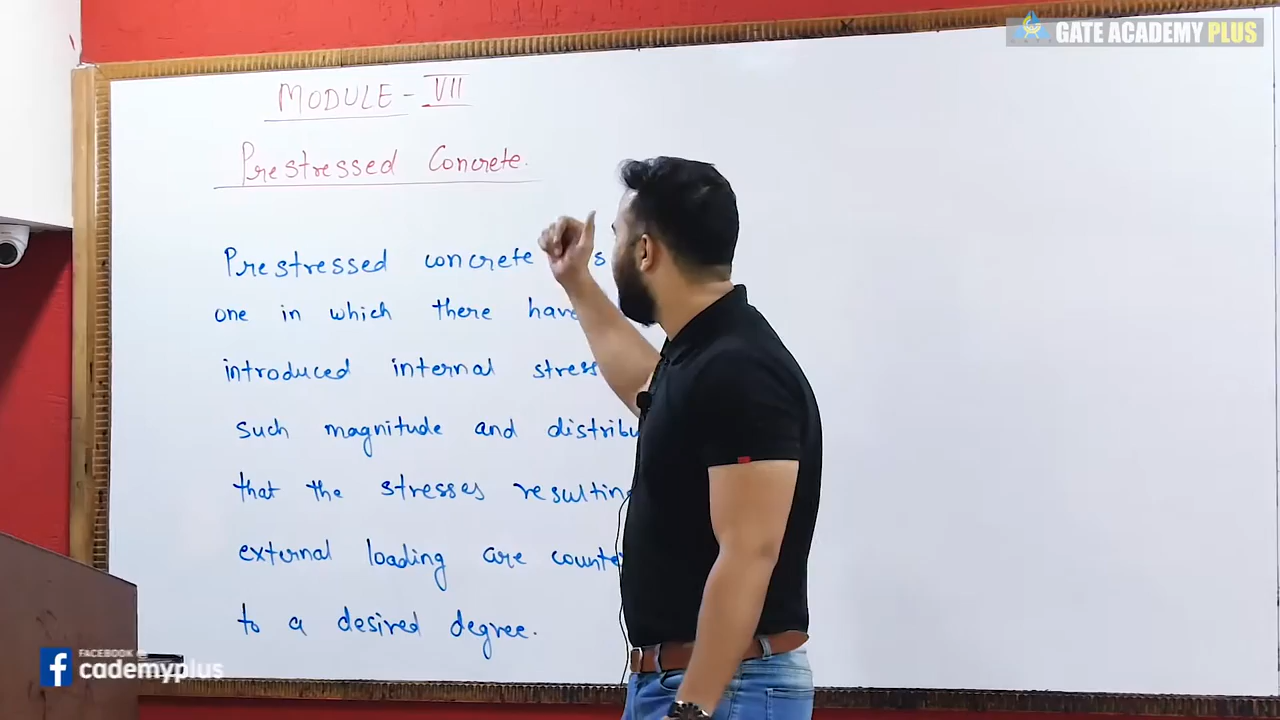 GATE ACADEMY PLUS
MODULE - VII
Prestressed Concrete.
Prestressed concrete
one in which there
introduced internal
such magnitude and
that the stresses
external loading are
to a desired degree.
FACEBOOK @
cademyplus